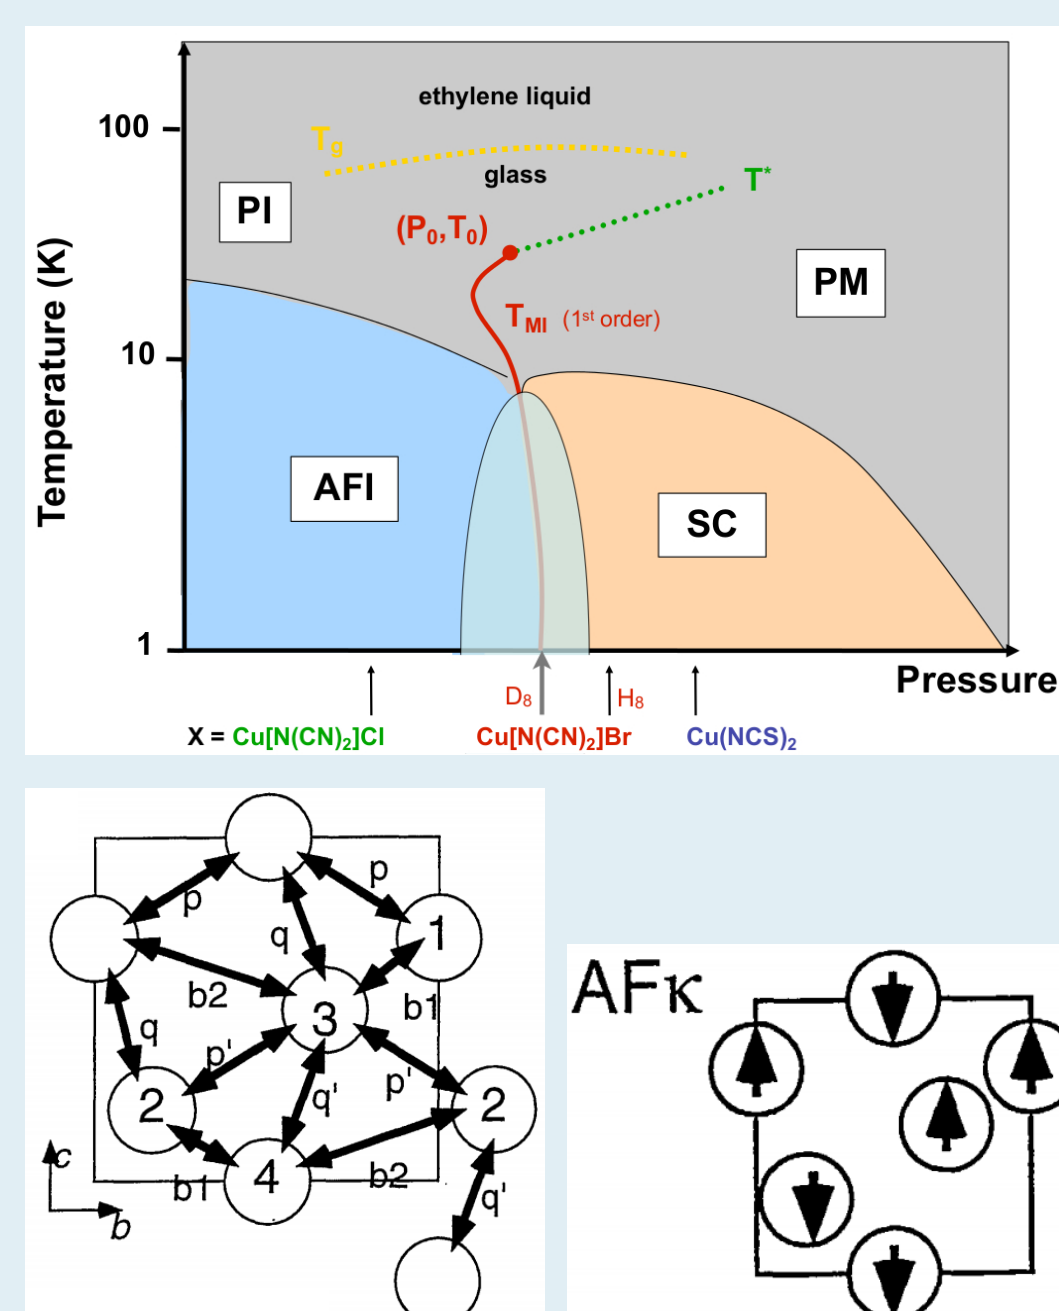 ethylene liquid
100
Tg
glass
T*
PI
(P0,T0)
PM
TMI (1st order)
10
Temperature (K)
AFI
SC
1
Pressure
D8
H8
X = Cu[N(CN)2]Cl
Cu[N(CN)2]Br
Cu(NCS)2
p
p
q
1
b2
3
b1
q
p'
q'
p'
2
2
c
b1
4
b2
b
q'
AFκ